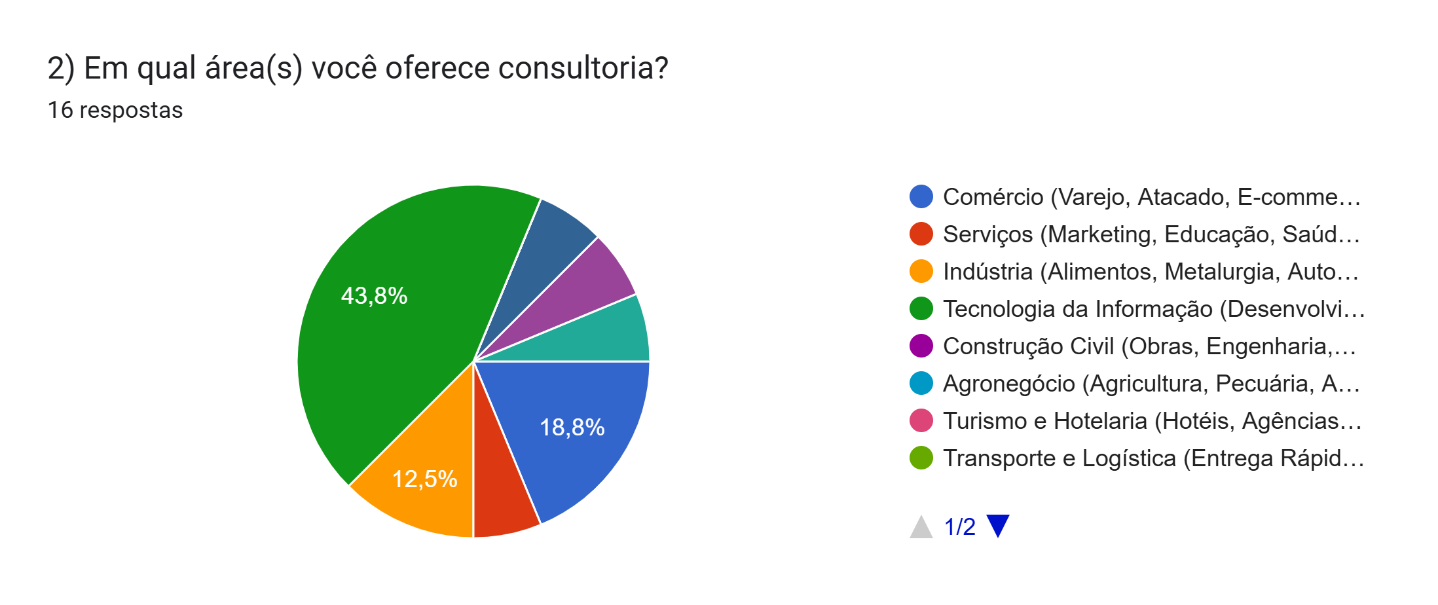 2) Em qual área(s) você oferece consultoria?
16 respostas
43,8%
18,8%
12,5%
Comércio (Varejo, Atacado, E-comme…
Serviços (Marketing, Educação, Saúd…
Indústria (Alimentos, Metalurgia, Auto…
Tecnologia da Informação (Desenvolvi…
Construção Civil (Obras, Engenharia,…
Agronegócio (Agricultura, Pecuária, A…
Turismo e Hotelaria (Hotéis, Agências…
Transporte e Logística (Entrega Rápid…
1/2